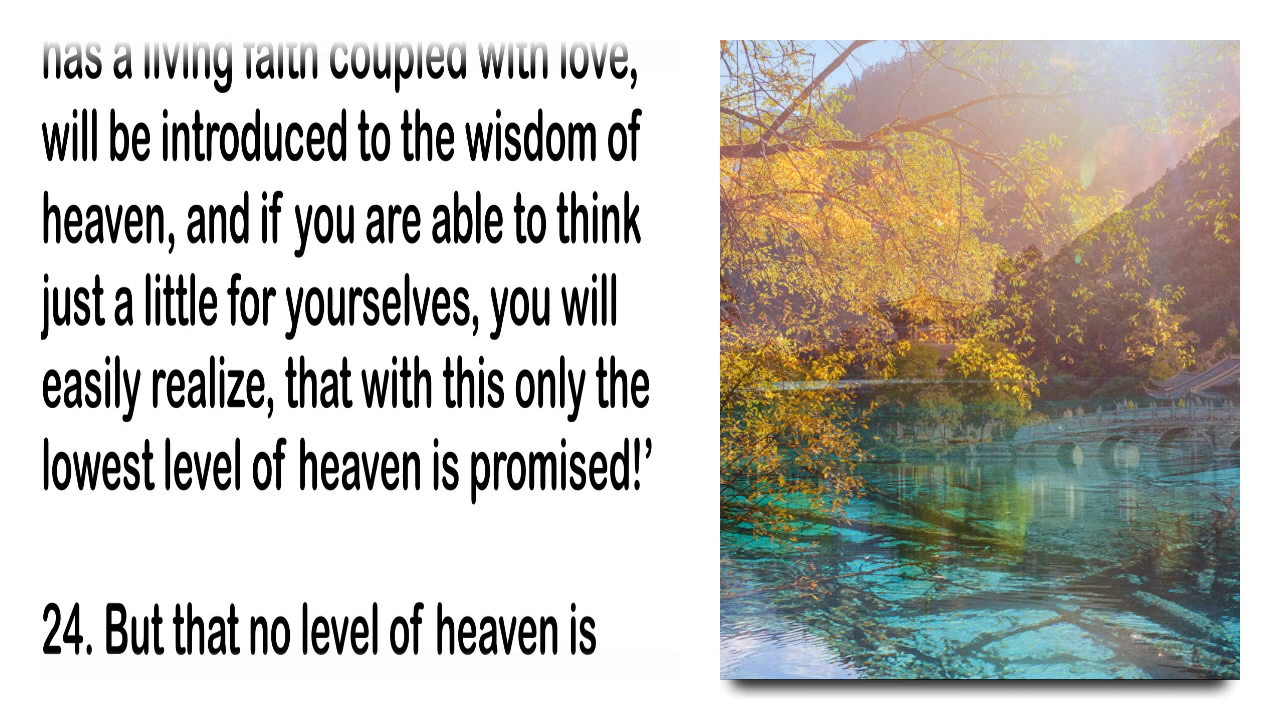 has a living faith coupled with love,
will be introduced to the wisdom of
heaven, and if you are able to think
just a little for yourselves, you will
easily realize, that with this only the
lowest level of heaven is promised!’
24. But that no level of heaven is